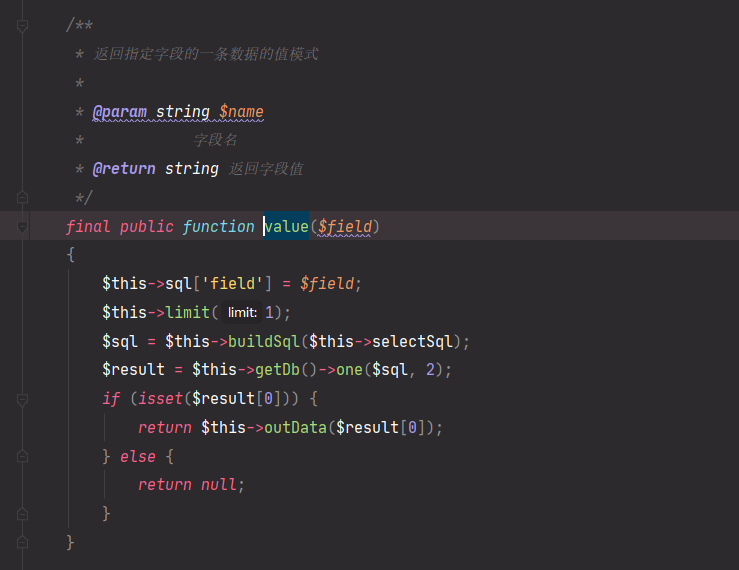 /**
 * 返回指定字段的一条数据的值模式
 *
 * @param string $name
 *            字段名
 * @return string 返回字段值
 */
final public function value($field)
{
    $this->sql['field'] = $field;
    $this->limit( limit: 1);
    $sql = $this->buildSql($this->selectSql);
    $result = $this->getDb()->one($sql, 2);
    if (isset($result[0])) {
        return $this->outData($result[0]);
    } else {
        return null;
    }
}